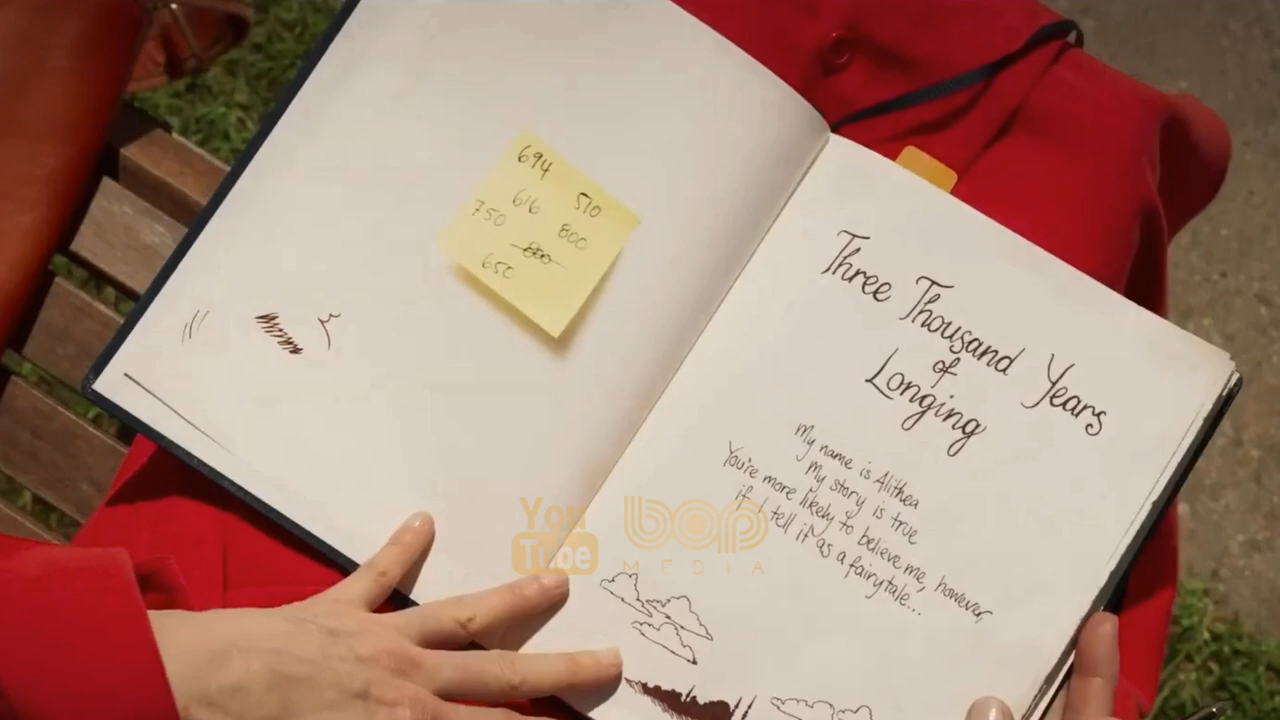 694
616 510
750 800
800
650
Three Thousand Years
of
Longing
My name is Alithea
My story is true
You're more likely to believe me, however,
if I tell it as a fairytale...
You
Tube
bop
MEDIA